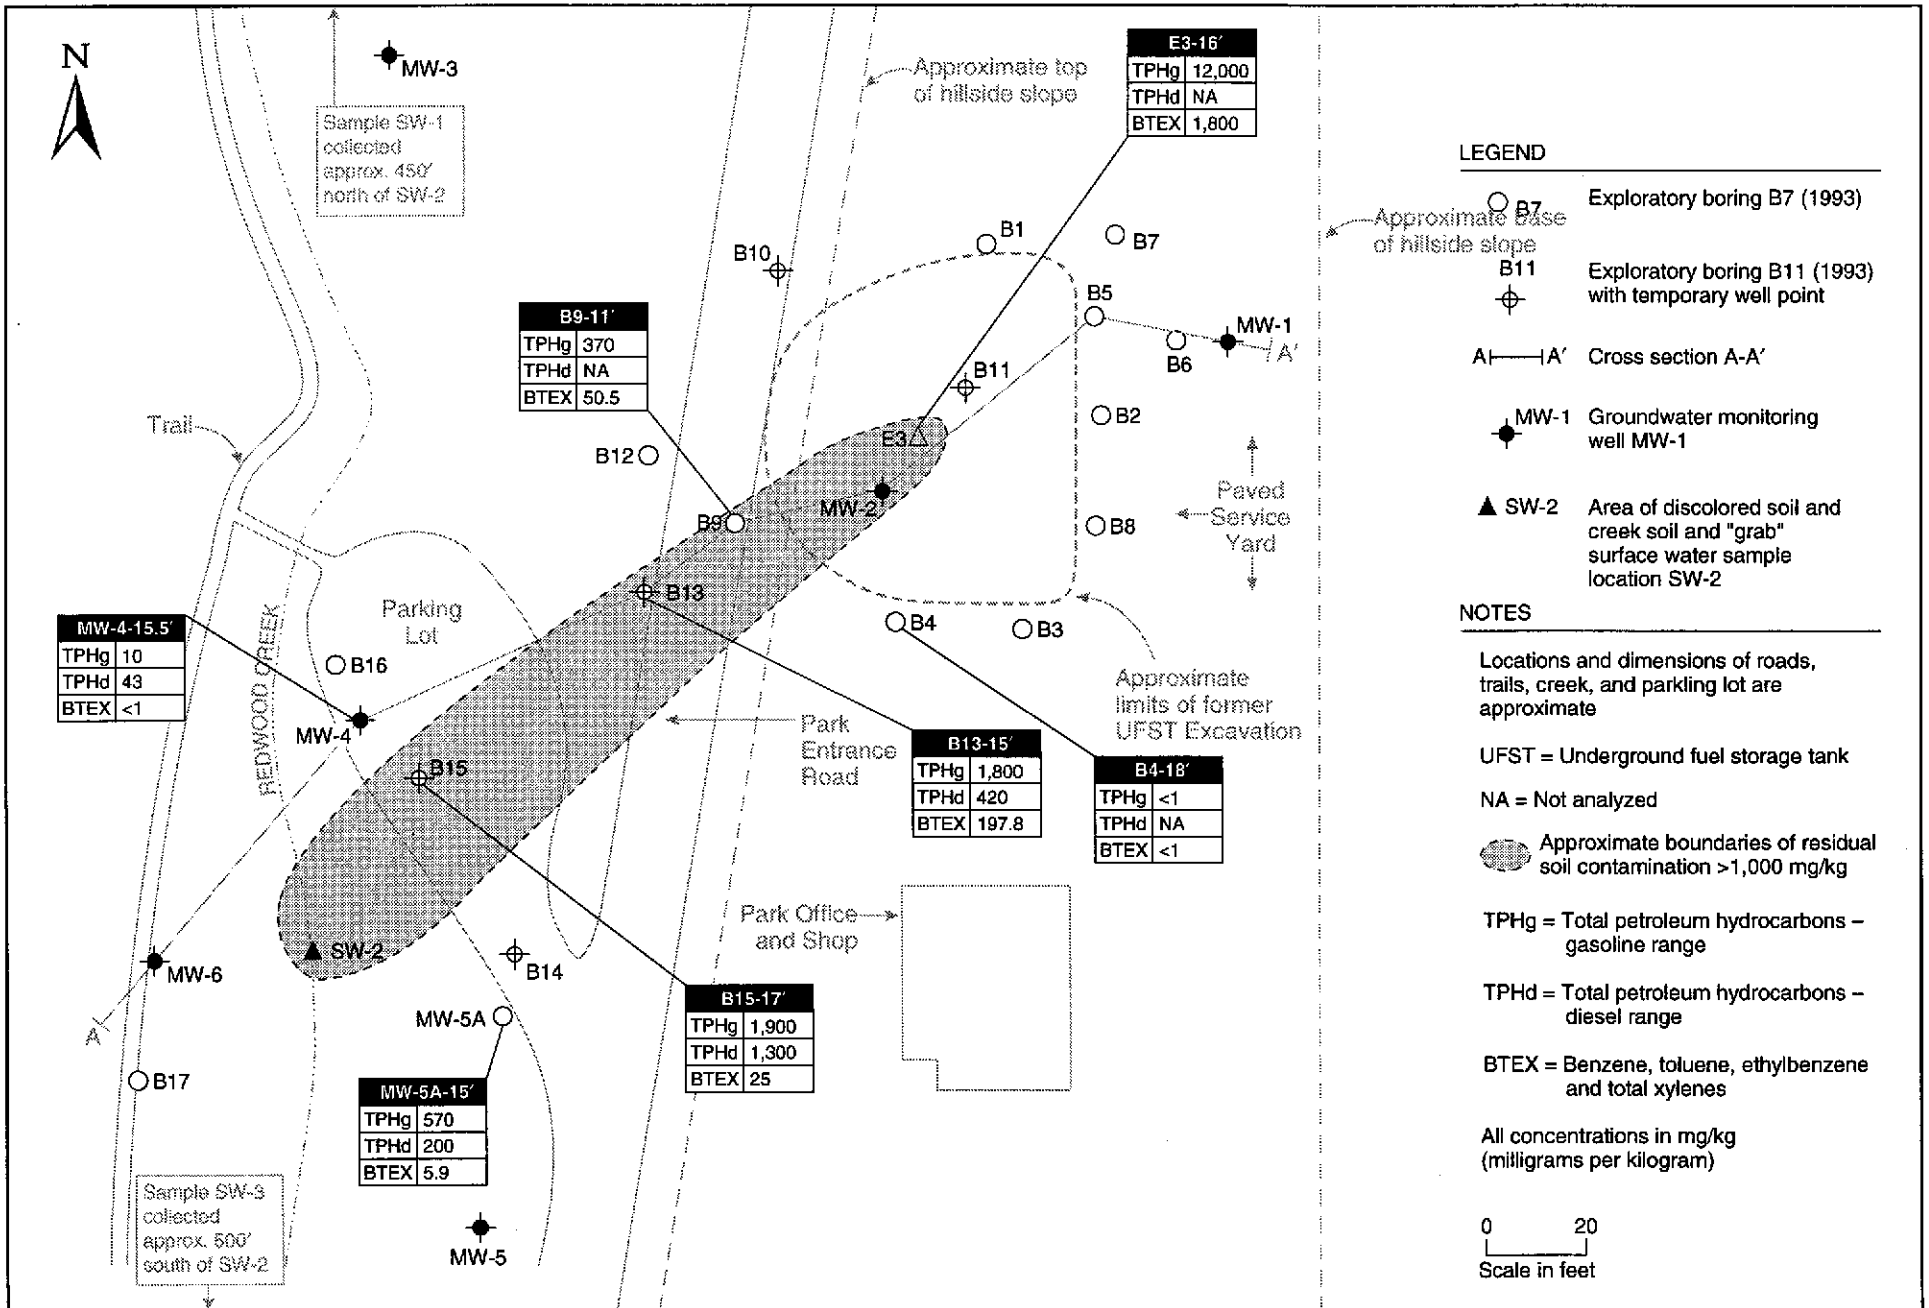 N
MW-3
Sample SW-1
collected
approx. 450'
north of SW-2
Approximate top
of hillside slope
E3-16'
TPHg 12,000
TPHd NA
BTEX 1,800
Approximate base
of hillside slope
B1
B7
B10
B5
MW-1
A'
B6
B11
B2
B9-11'
TPHg 370
TPHd NA
BTEX 50.5
Trail
B12
E3
MW-2
B9
B8
Paved
Service
Yard
B13
B4
B3
Parking
Lot
MW-4-15.5'
TPHg 10
TPHd 43
BTEX <1
B16
REDWOOD CREEK
MW-4
B15
Park
Entrance
Road
Approximate
limits of former
UFST Excavation
B13-15'
TPHg 1,800
TPHd 420
BTEX 197.8
B4-18'
TPHg <1
TPHd NA
BTEX <1
Park Office
and Shop
SW-2
MW-6
B14
A
MW-5A
B15-17'
TPHg 1,900
TPHd 1,300
BTEX 25
B17
MW-5A-15'
TPHg 570
TPHd 200
BTEX 5.9
Sample SW-3
collected
approx. 500'
south of SW-2
MW-5
LEGEND
B7 Exploratory boring B7 (1993)
B11 Exploratory boring B11 (1993)
with temporary well point
A A' Cross section A-A'
MW-1 Groundwater monitoring
well MW-1
SW-2 Area of discolored soil and
creek soil and "grab"
surface water sample
location SW-2
NOTES
Locations and dimensions of roads,
trails, creek, and parkling lot are
approximate
UFST = Underground fuel storage tank
NA = Not analyzed
Approximate boundaries of residual
soil contamination >1,000 mg/kg
TPHg = Total petroleum hydrocarbons –
gasoline range
TPHd = Total petroleum hydrocarbons –
diesel range
BTEX = Benzene, toluene, ethylbenzene
and total xylenes
All concentrations in mg/kg
(milligrams per kilogram)
0 20
Scale in feet